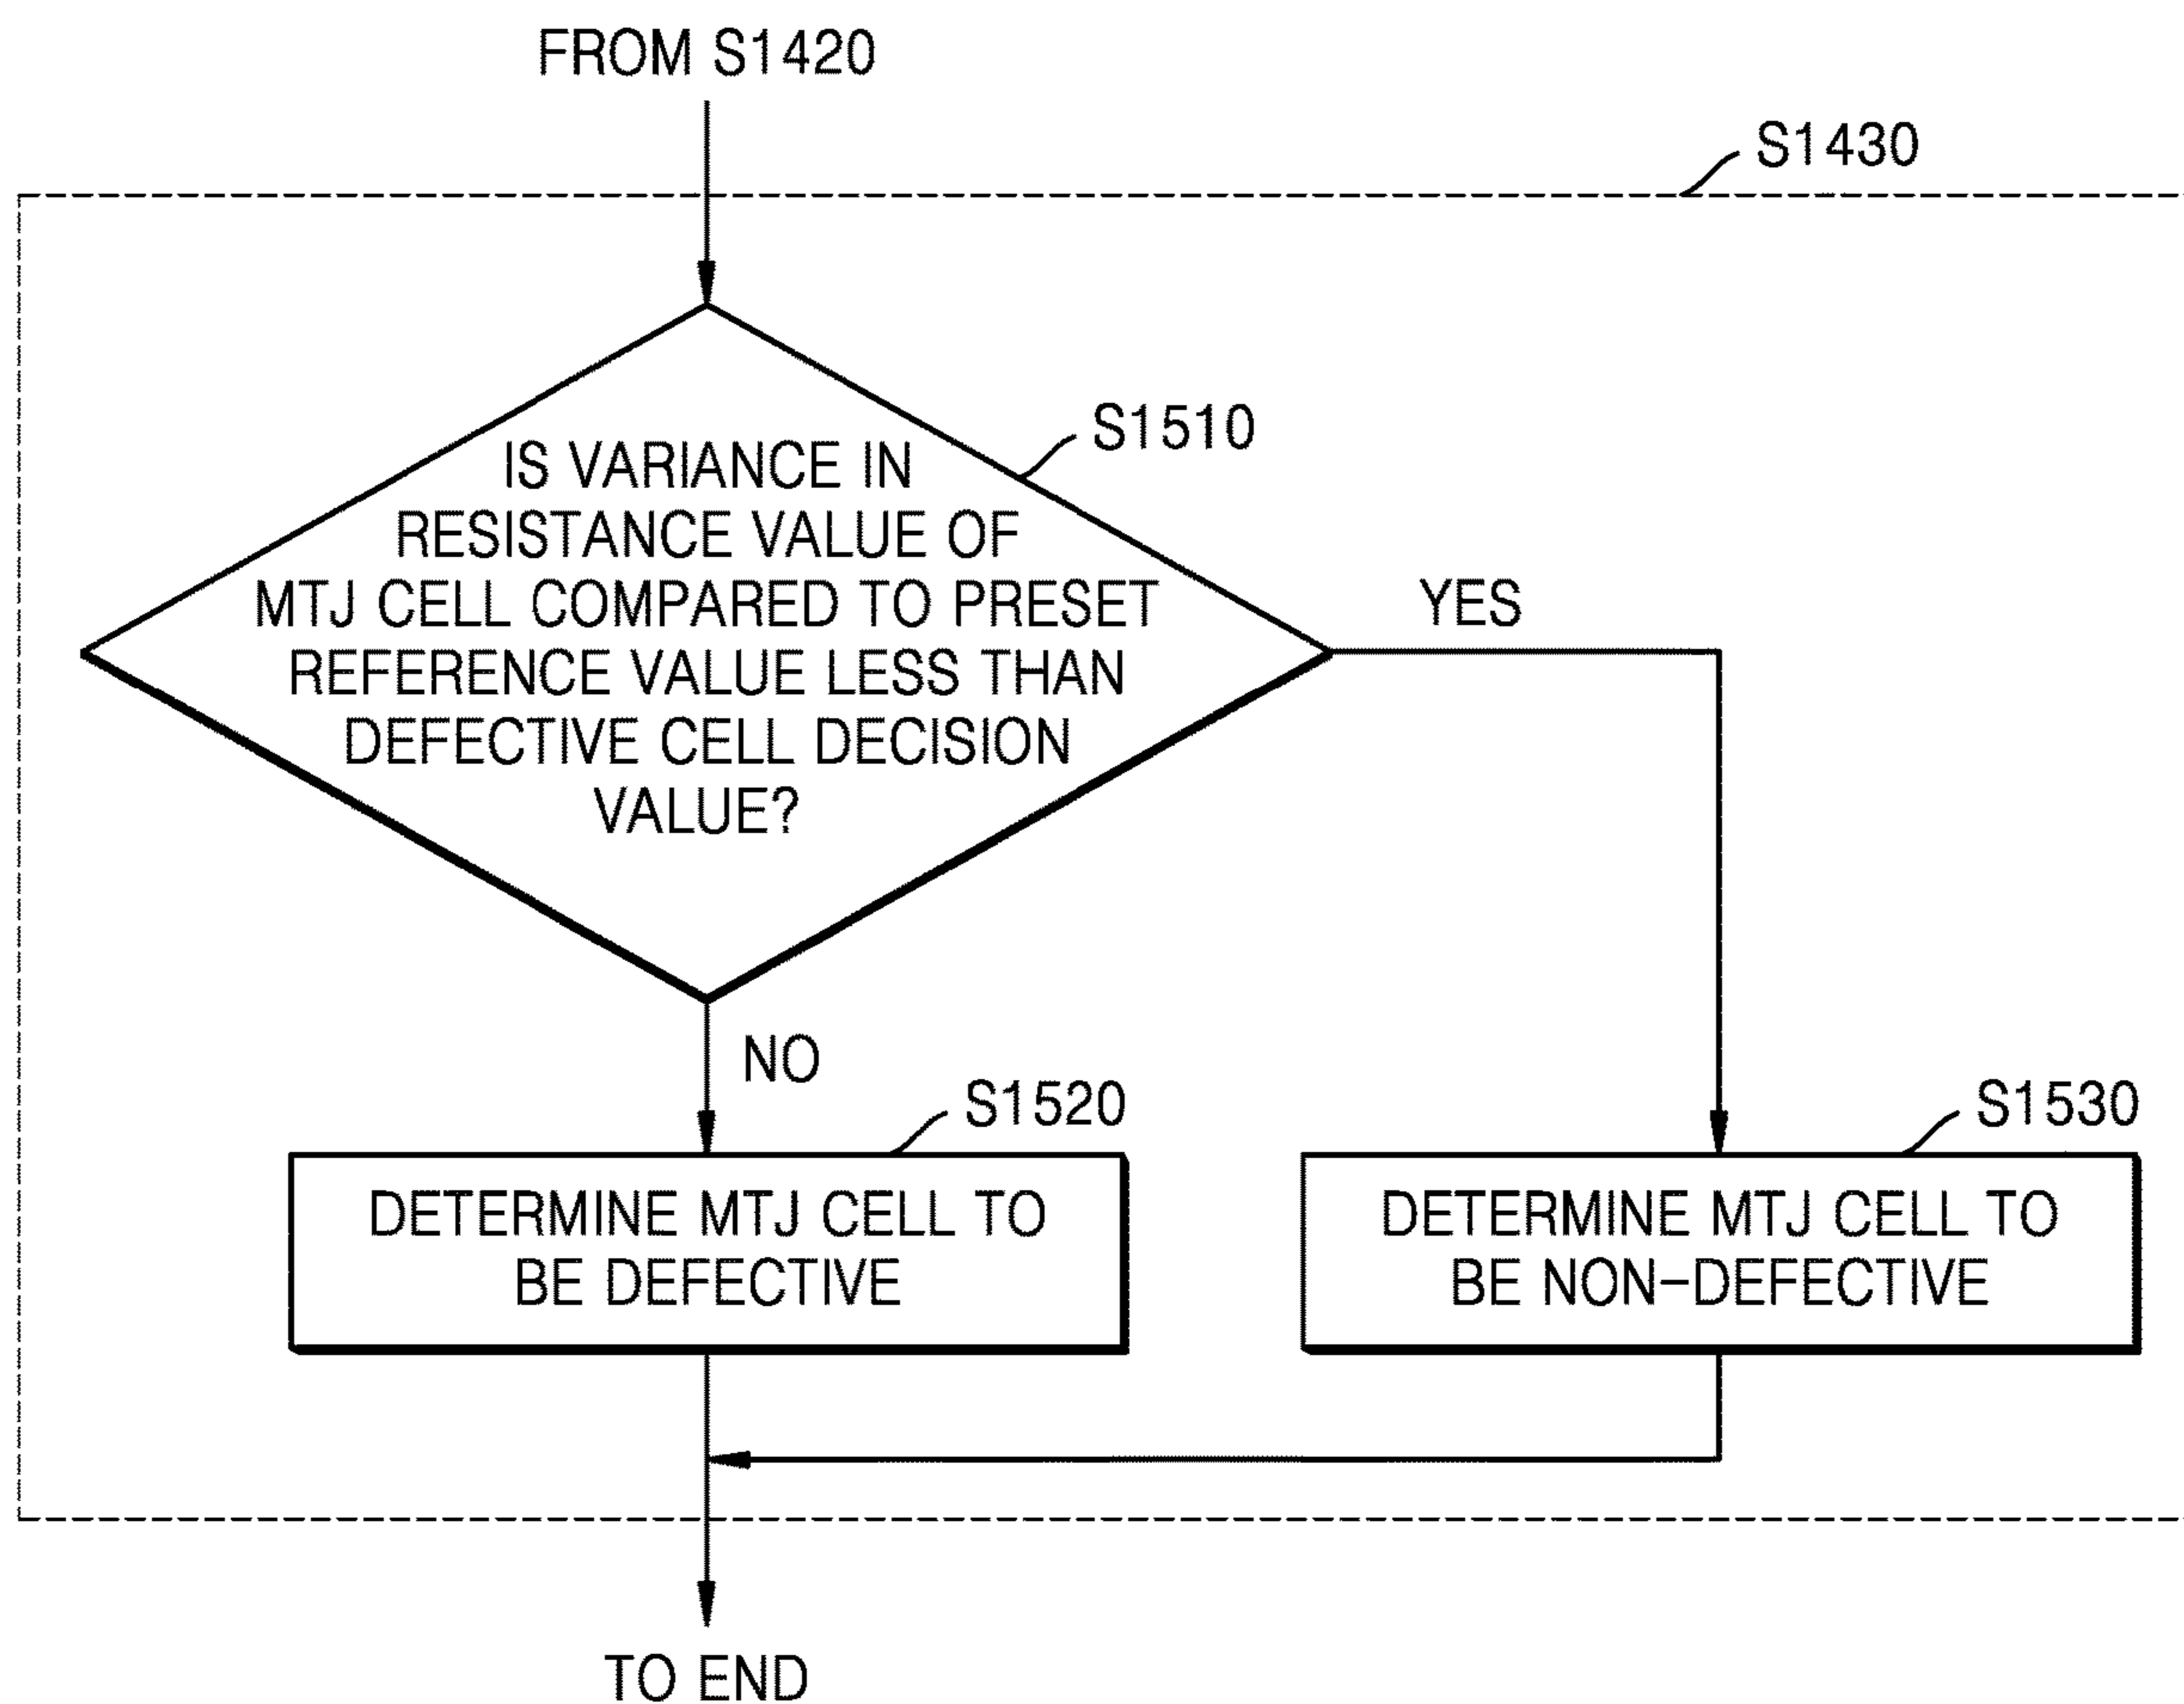 FROM S1420
S1430
S1510
IS VARIANCE IN
RESISTANCE VALUE OF
MTJ CELL COMPARED TO PRESET
REFERENCE VALUE LESS THAN
DEFECTIVE CELL DECISION
VALUE?
YES
NO
S1520
DETERMINE MTJ CELL TO
BE DEFECTIVE
S1530
DETERMINE MTJ CELL TO
BE NON-DEFECTIVE
TO END